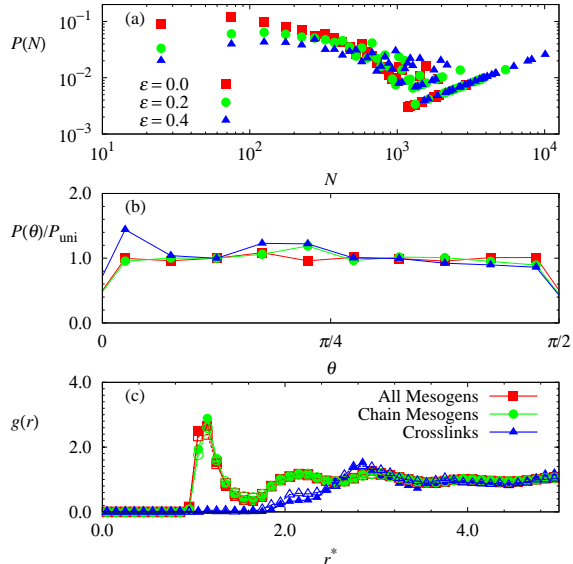 (a)
P(N)
10^-1
10^-2
10^-3
ε = 0.0
ε = 0.2
ε = 0.4
10^1 10^2 10^3 10^4
N
(b)
P(θ)/P_uni
2.0
1.0
0.0
0 π/4 π/2
θ
(c)
g(r)
4.0
2.0
0.0
All Mesogens
Chain Mesogens
Crosslinks
0.0 2.0 4.0
r*